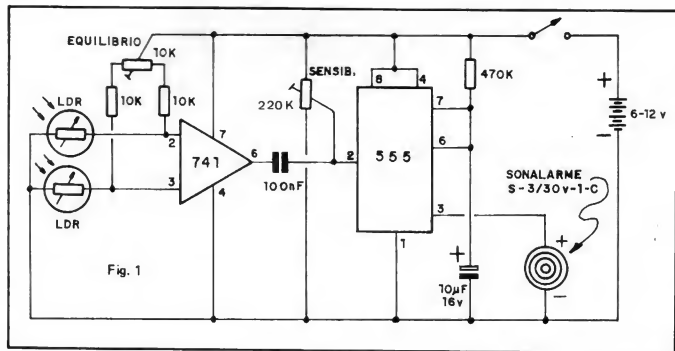 EQUILIBRIO
10K
10K
10K
LDR
LDR
2
3
7
4
6
741
100nF
SENSIB.
220K
2
8
4
7
6
3
1
555
470K
+
10µF
16v
+
-
6-12 v
SONALARME
S-3/30v-1-C
+
-
Fig. 1